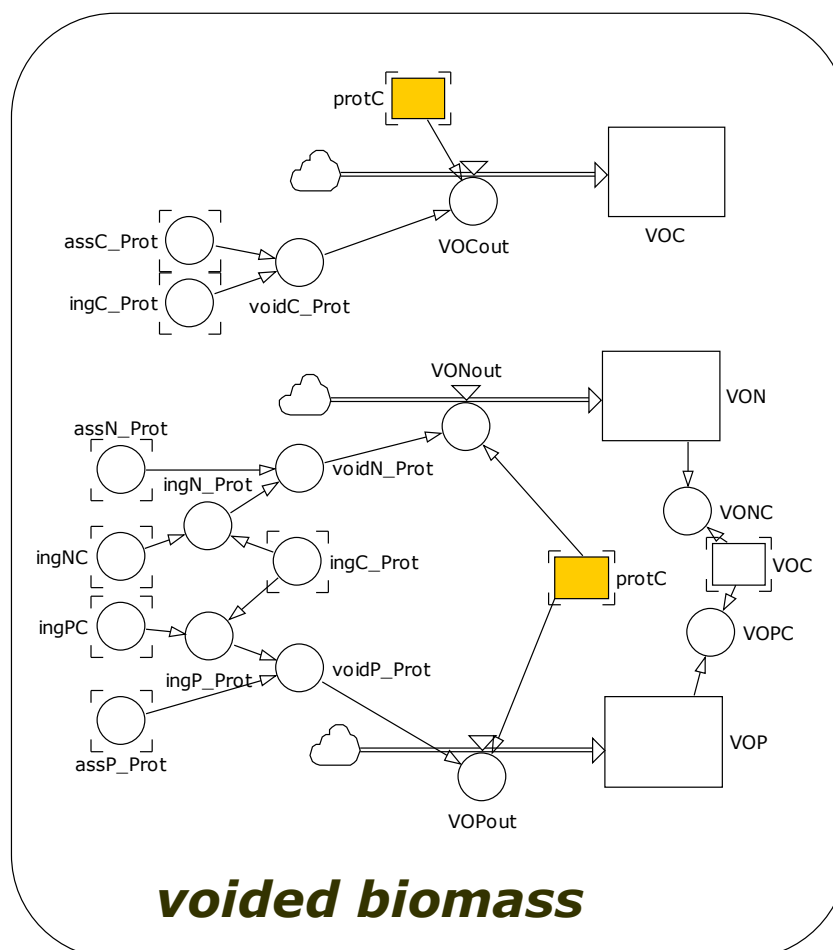 protC
assC_Prot
VOCout
VOC
ingC_Prot
voidC_Prot
VONout
VON
assN_Prot
ingN_Prot
voidN_Prot
VONC
ingNC
ingC_Prot
protC
VOC
ingPC
VOPC
ingP_Prot
voidP_Prot
VOP
assP_Prot
VOPout
voided biomass